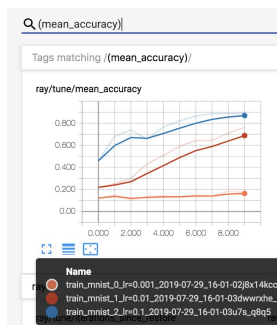 (mean_accuracy)
Tags matching /(mean_accuracy)/
ray/tune/mean_accuracy
0.800
0.600
0.400
0.200
0.00
0.000 2.000 4.000 6.000 8.000
Name
train_mnist_0_lr=0.001_2019-07-29_16-01-02j8x14kcc
train_mnist_1_lr=0.01_2019-07-29_16-01-03dwwrxhe_
train_mnist_2_lr=0.1_2019-07-29_16-01-03u7s_q8q5